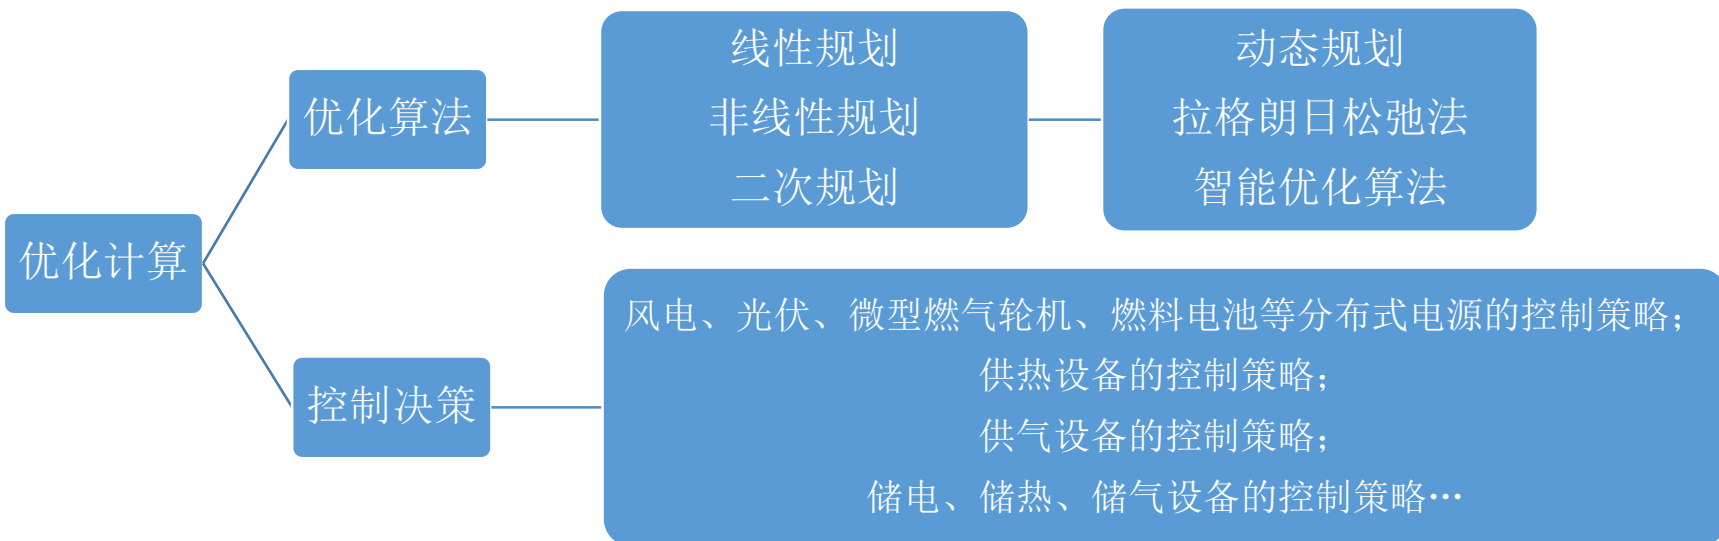 优化计算
优化算法
线性规划
非线性规划
二次规划
动态规划
拉格朗日松弛法
智能优化算法
控制决策
风电、光伏、微型燃气轮机、燃料电池等分布式电源的控制策略；
供热设备的控制策略；
供气设备的控制策略；
储电、储热、储气设备的控制策略…